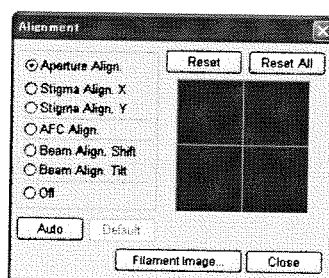 Alignment
Aperture Align.
Reset
Reset All
Stigma Align. X
Stigma Align. Y
AFC Align.
Beam Align. Shift
Beam Align. Tilt
Off
Auto
Default
Filament Image...
Close